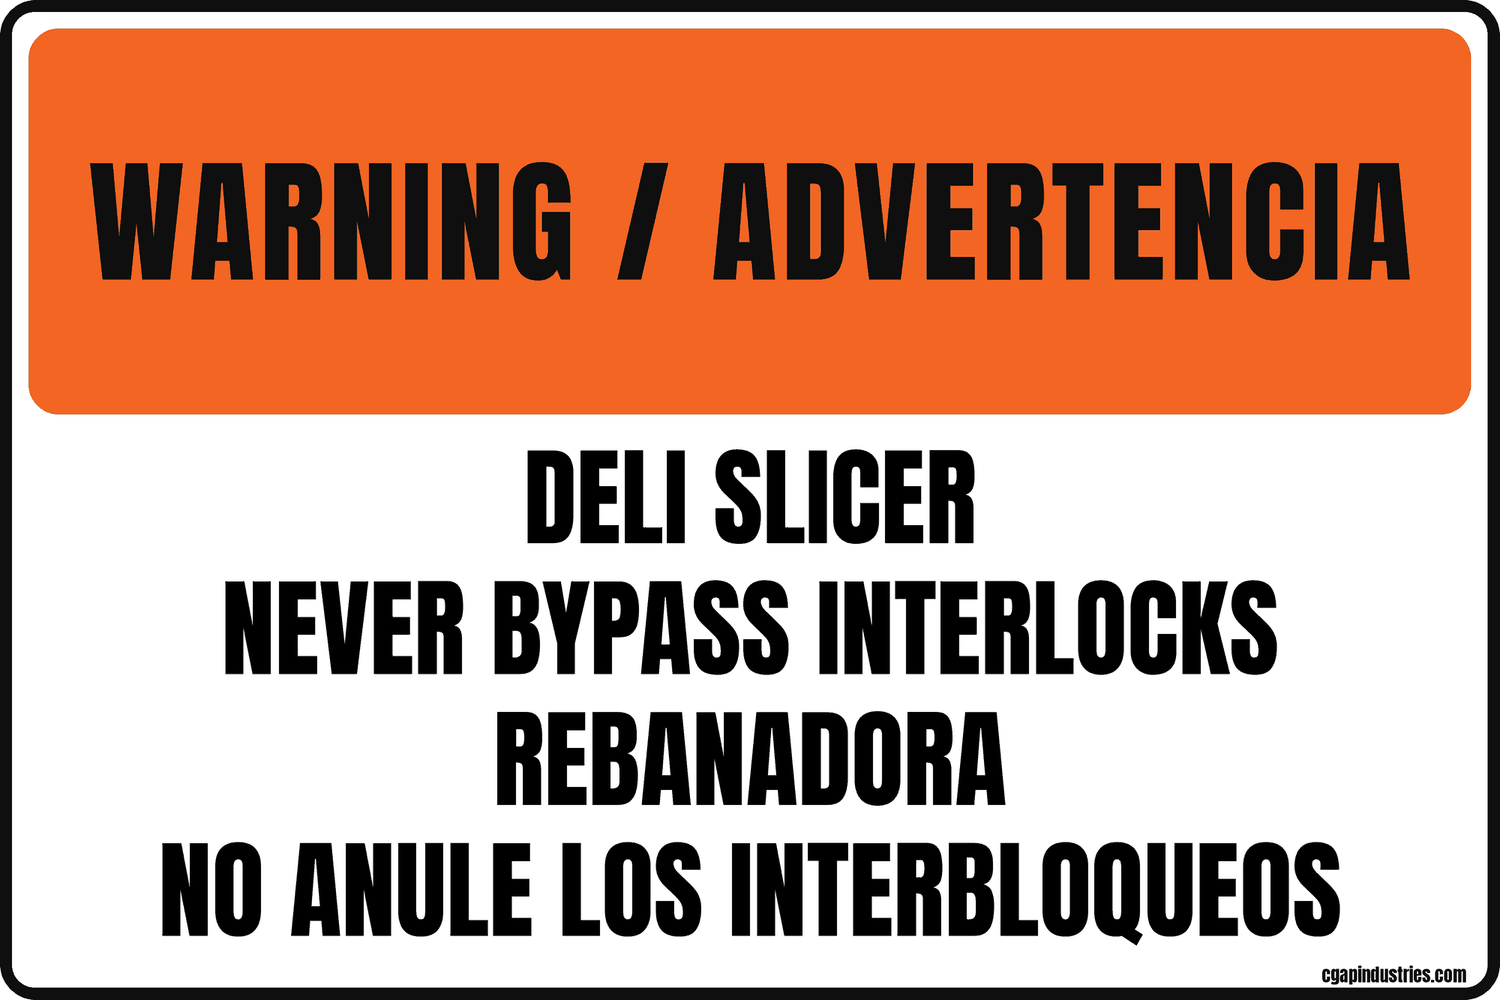 WARNING / ADVERTENCIA
DELI SLICER
NEVER BYPASS INTERLOCKS
REBANADORA
NO ANULE LOS INTERBLOQUEOS
cgapindustries.com